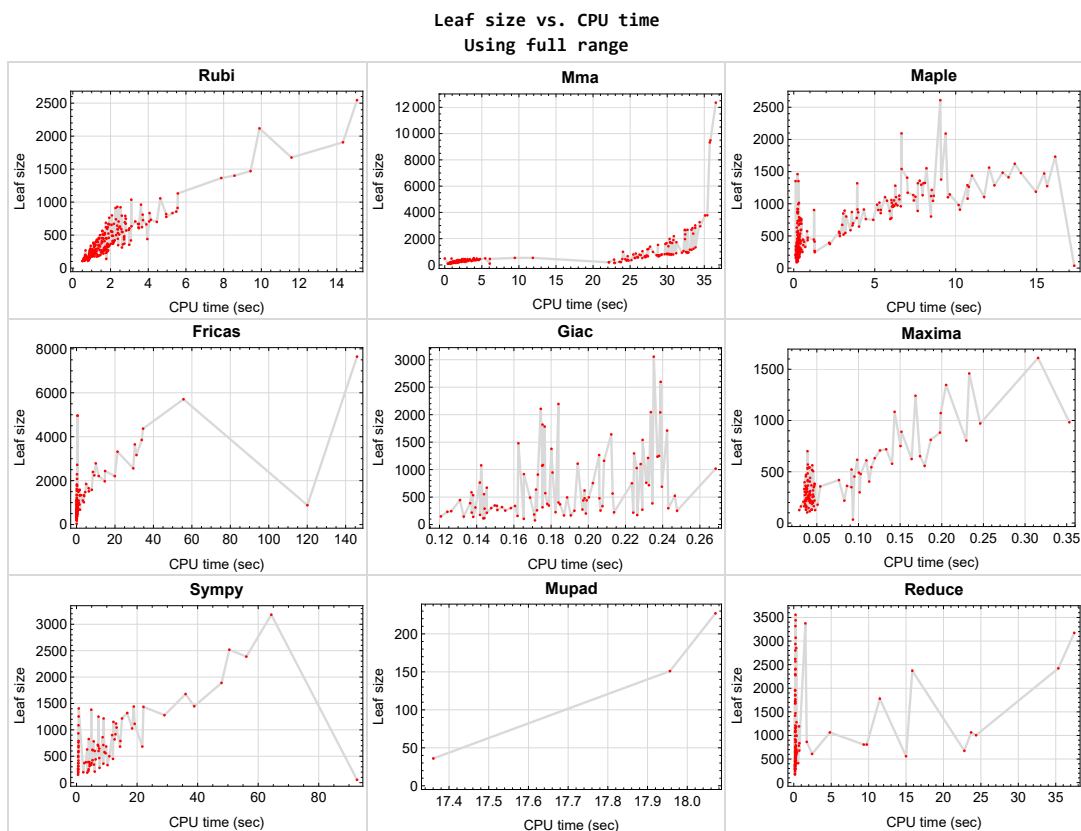 Leaf size vs. CPU time
Using full range
Rubi
Leaf size
2500
2000
1500
1000
500
0
0 2 4 6 8 10 12 14
CPU time (sec)
Mma
Leaf size
12 000
10 000
8000
6000
4000
2000
0
0 5 10 15 20 25 30 35
CPU time (sec)
Maple
Leaf size
2500
2000
1500
1000
500
0
0 5 10 15
CPU time (sec)
Fricas
Leaf size
8000
6000
4000
2000
0
0 20 40 60 80 100 120 140
CPU time (sec)
Giac
Leaf size
3000
2500
2000
1500
1000
500
0
0.12 0.14 0.16 0.18 0.20 0.22 0.24 0.26
CPU time (sec)
Maxima
Leaf size
1500
1000
500
0
0.05 0.10 0.15 0.20 0.25 0.30 0.35
CPU time (sec)
Sympy
Leaf size
3000
2500
2000
1500
1000
500
0
0 20 40 60 80
CPU time (sec)
Mupad
Leaf size
200
150
100
50
0
17.4 17.5 17.6 17.7 17.8 17.9 18.0
CPU time (sec)
Reduce
Leaf size
3500
3000
2500
2000
1500
1000
500
0
0 5 10 15 20 25 30 35
CPU time (sec)